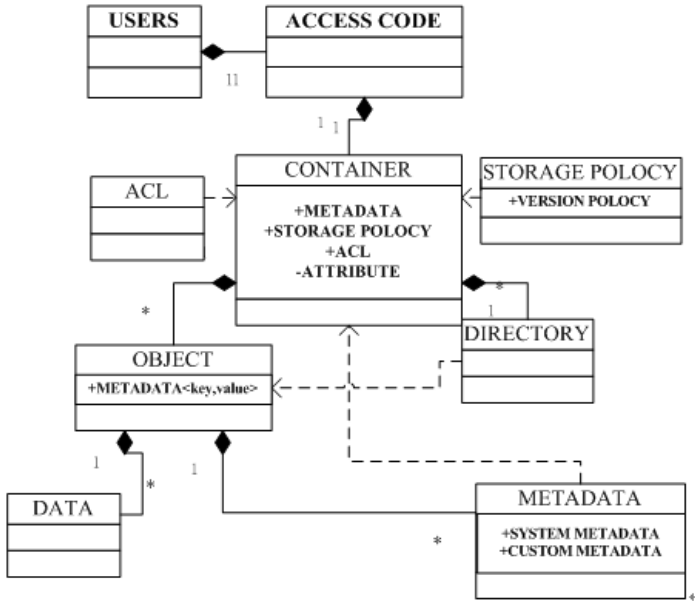 USERS
ACCESS CODE
11
1
1
CONTAINER
+METADATA
+STORAGE POLOCY
+ACL
-ATTRIBUTE
ACL
STORAGE POLOCY
+VERSION POLOCY
*
*
1
DIRECTORY
OBJECT
+METADATA<key,value>
1
*
1
DATA
*
METADATA
+SYSTEM METADATA
+CUSTOM METADATA
*